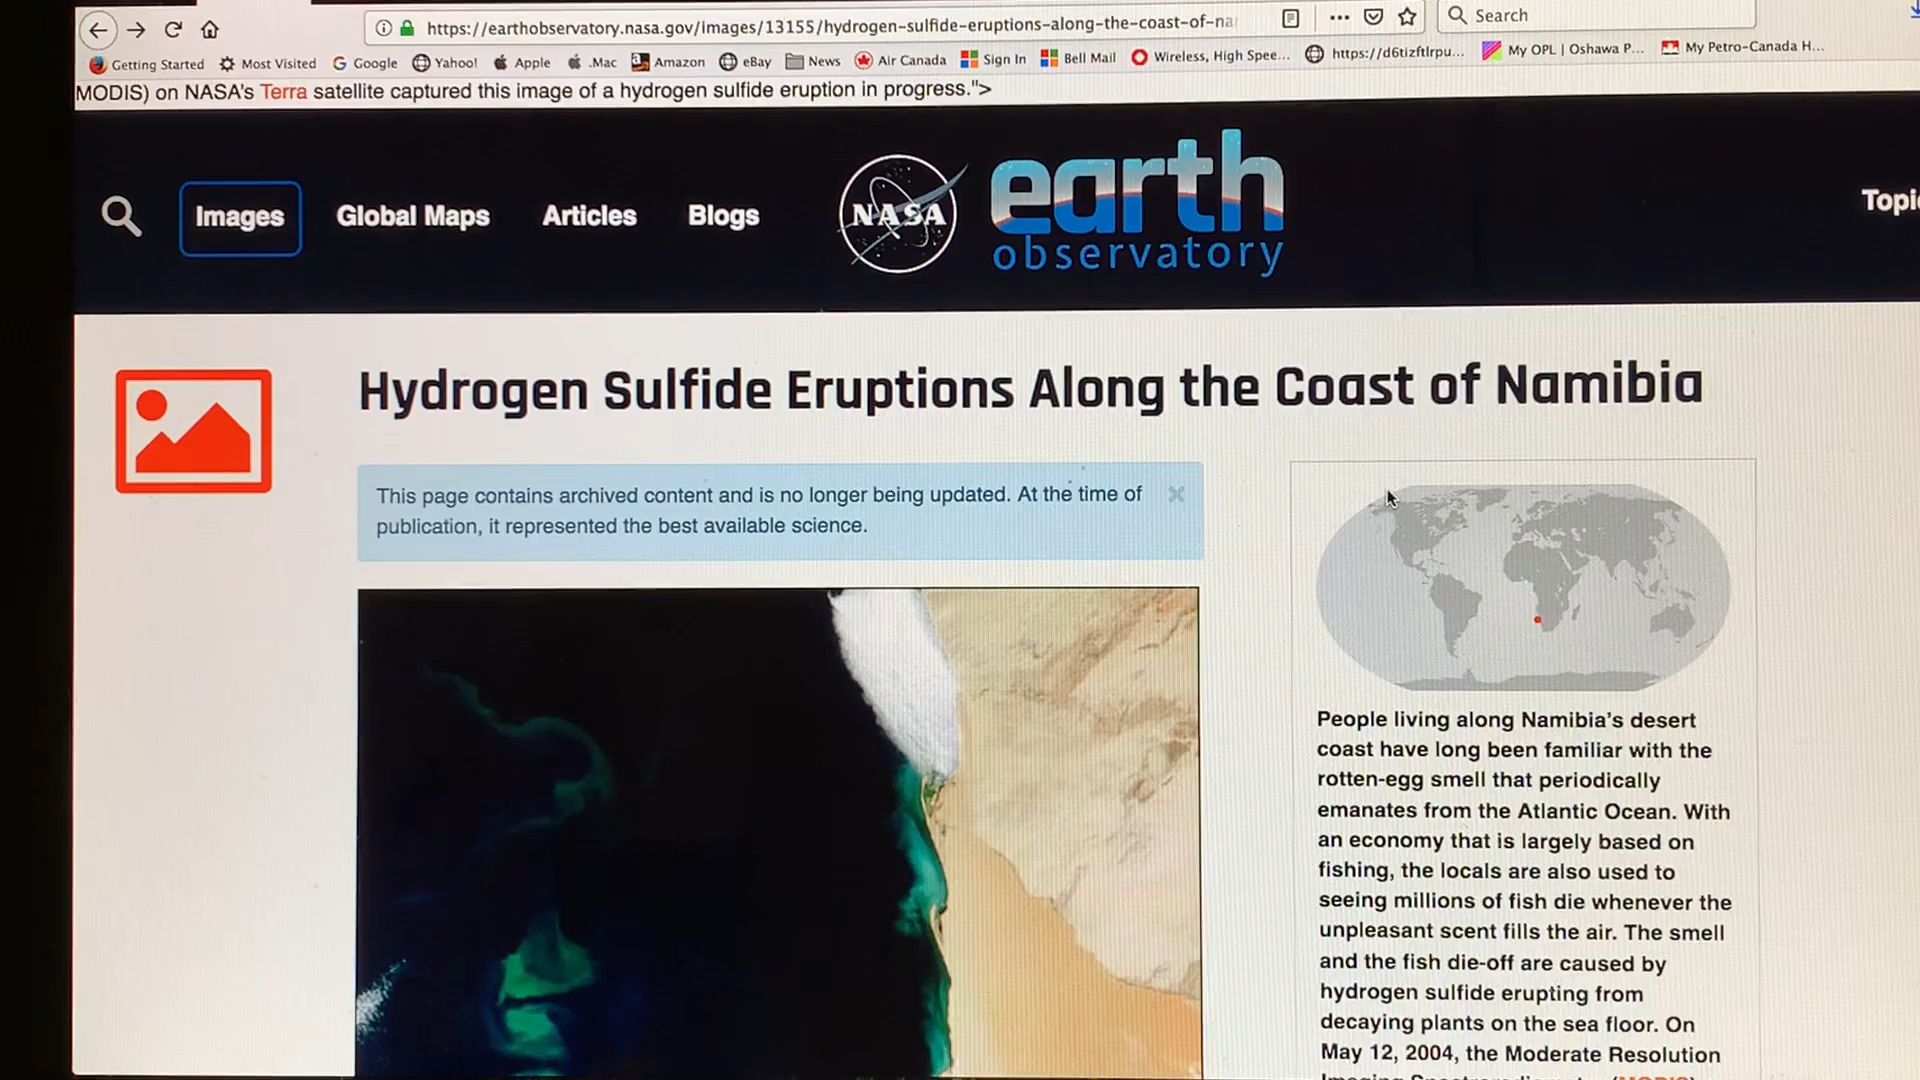 https://earthobservatory.nasa.gov/images/13155/hydrogen-sulfide-eruptions-along-the-coast-of-na
Search
Getting Started Most Visited Google Yahoo! Apple .Mac Amazon eBay News Air Canada Sign In Bell Mail Wireless, High Spee... https://d6tizftlrpu... My OPL | Oshawa P... My Petro-Canada H...
MODIS) on NASA's Terra satellite captured this image of a hydrogen sulfide eruption in progress.">
Images Global Maps Articles Blogs
NASA
earth
observatory
Hydrogen Sulfide Eruptions Along the Coast of Namibia
This page contains archived content and is no longer being updated. At the time of
publication, it represented the best available science.
People living along Namibia's desert
coast have long been familiar with the
rotten-egg smell that periodically
emanates from the Atlantic Ocean. With
an economy that is largely based on
fishing, the locals are also used to
seeing millions of fish die whenever the
unpleasant scent fills the air. The smell
and the fish die-off are caused by
hydrogen sulfide erupting from
decaying plants on the sea floor. On
May 12, 2004, the Moderate Resolution